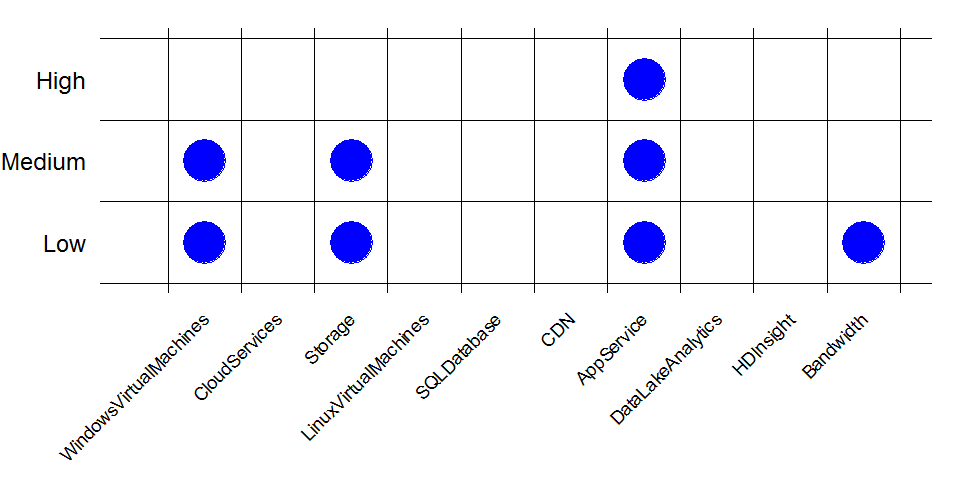 High
Medium
Low
WindowsVirtualMachines
CloudServices
Storage
LinuxVirtualMachines
SQLDatabase
CDN
AppService
DataLakeAnalytics
HDInsight
Bandwidth